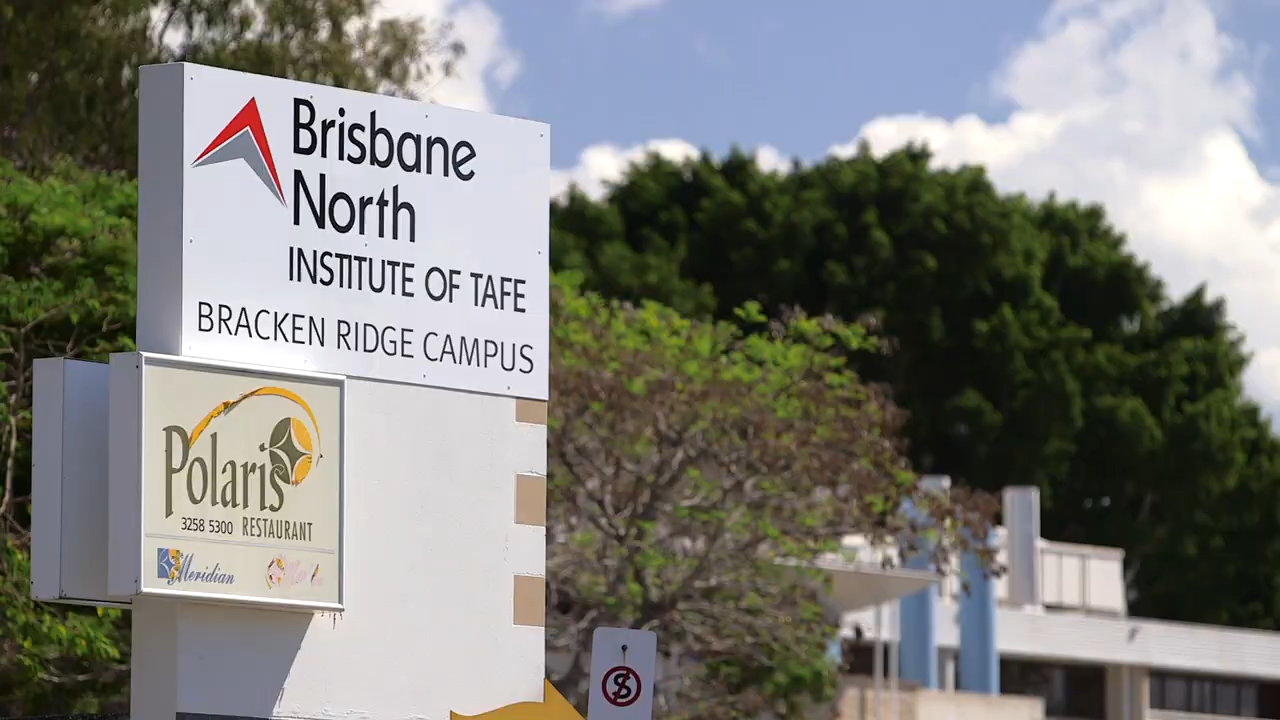 Brisbane
North
INSTITUTE OF TAFE
BRACKEN RIDGE CAMPUS
Polaris
3258 5300 RESTAURANT
Meridian
S